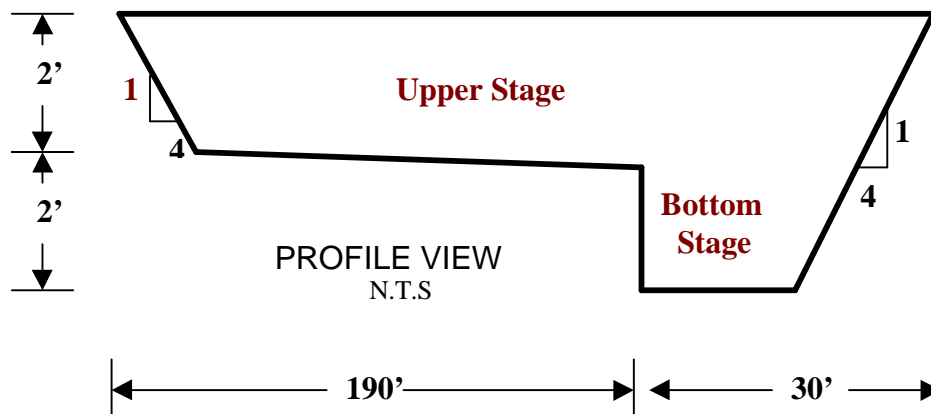 2’
1
Upper Stage
1
4
4
2’
Bottom
Stage
PROFILE VIEW
N.T.S
190’
30’